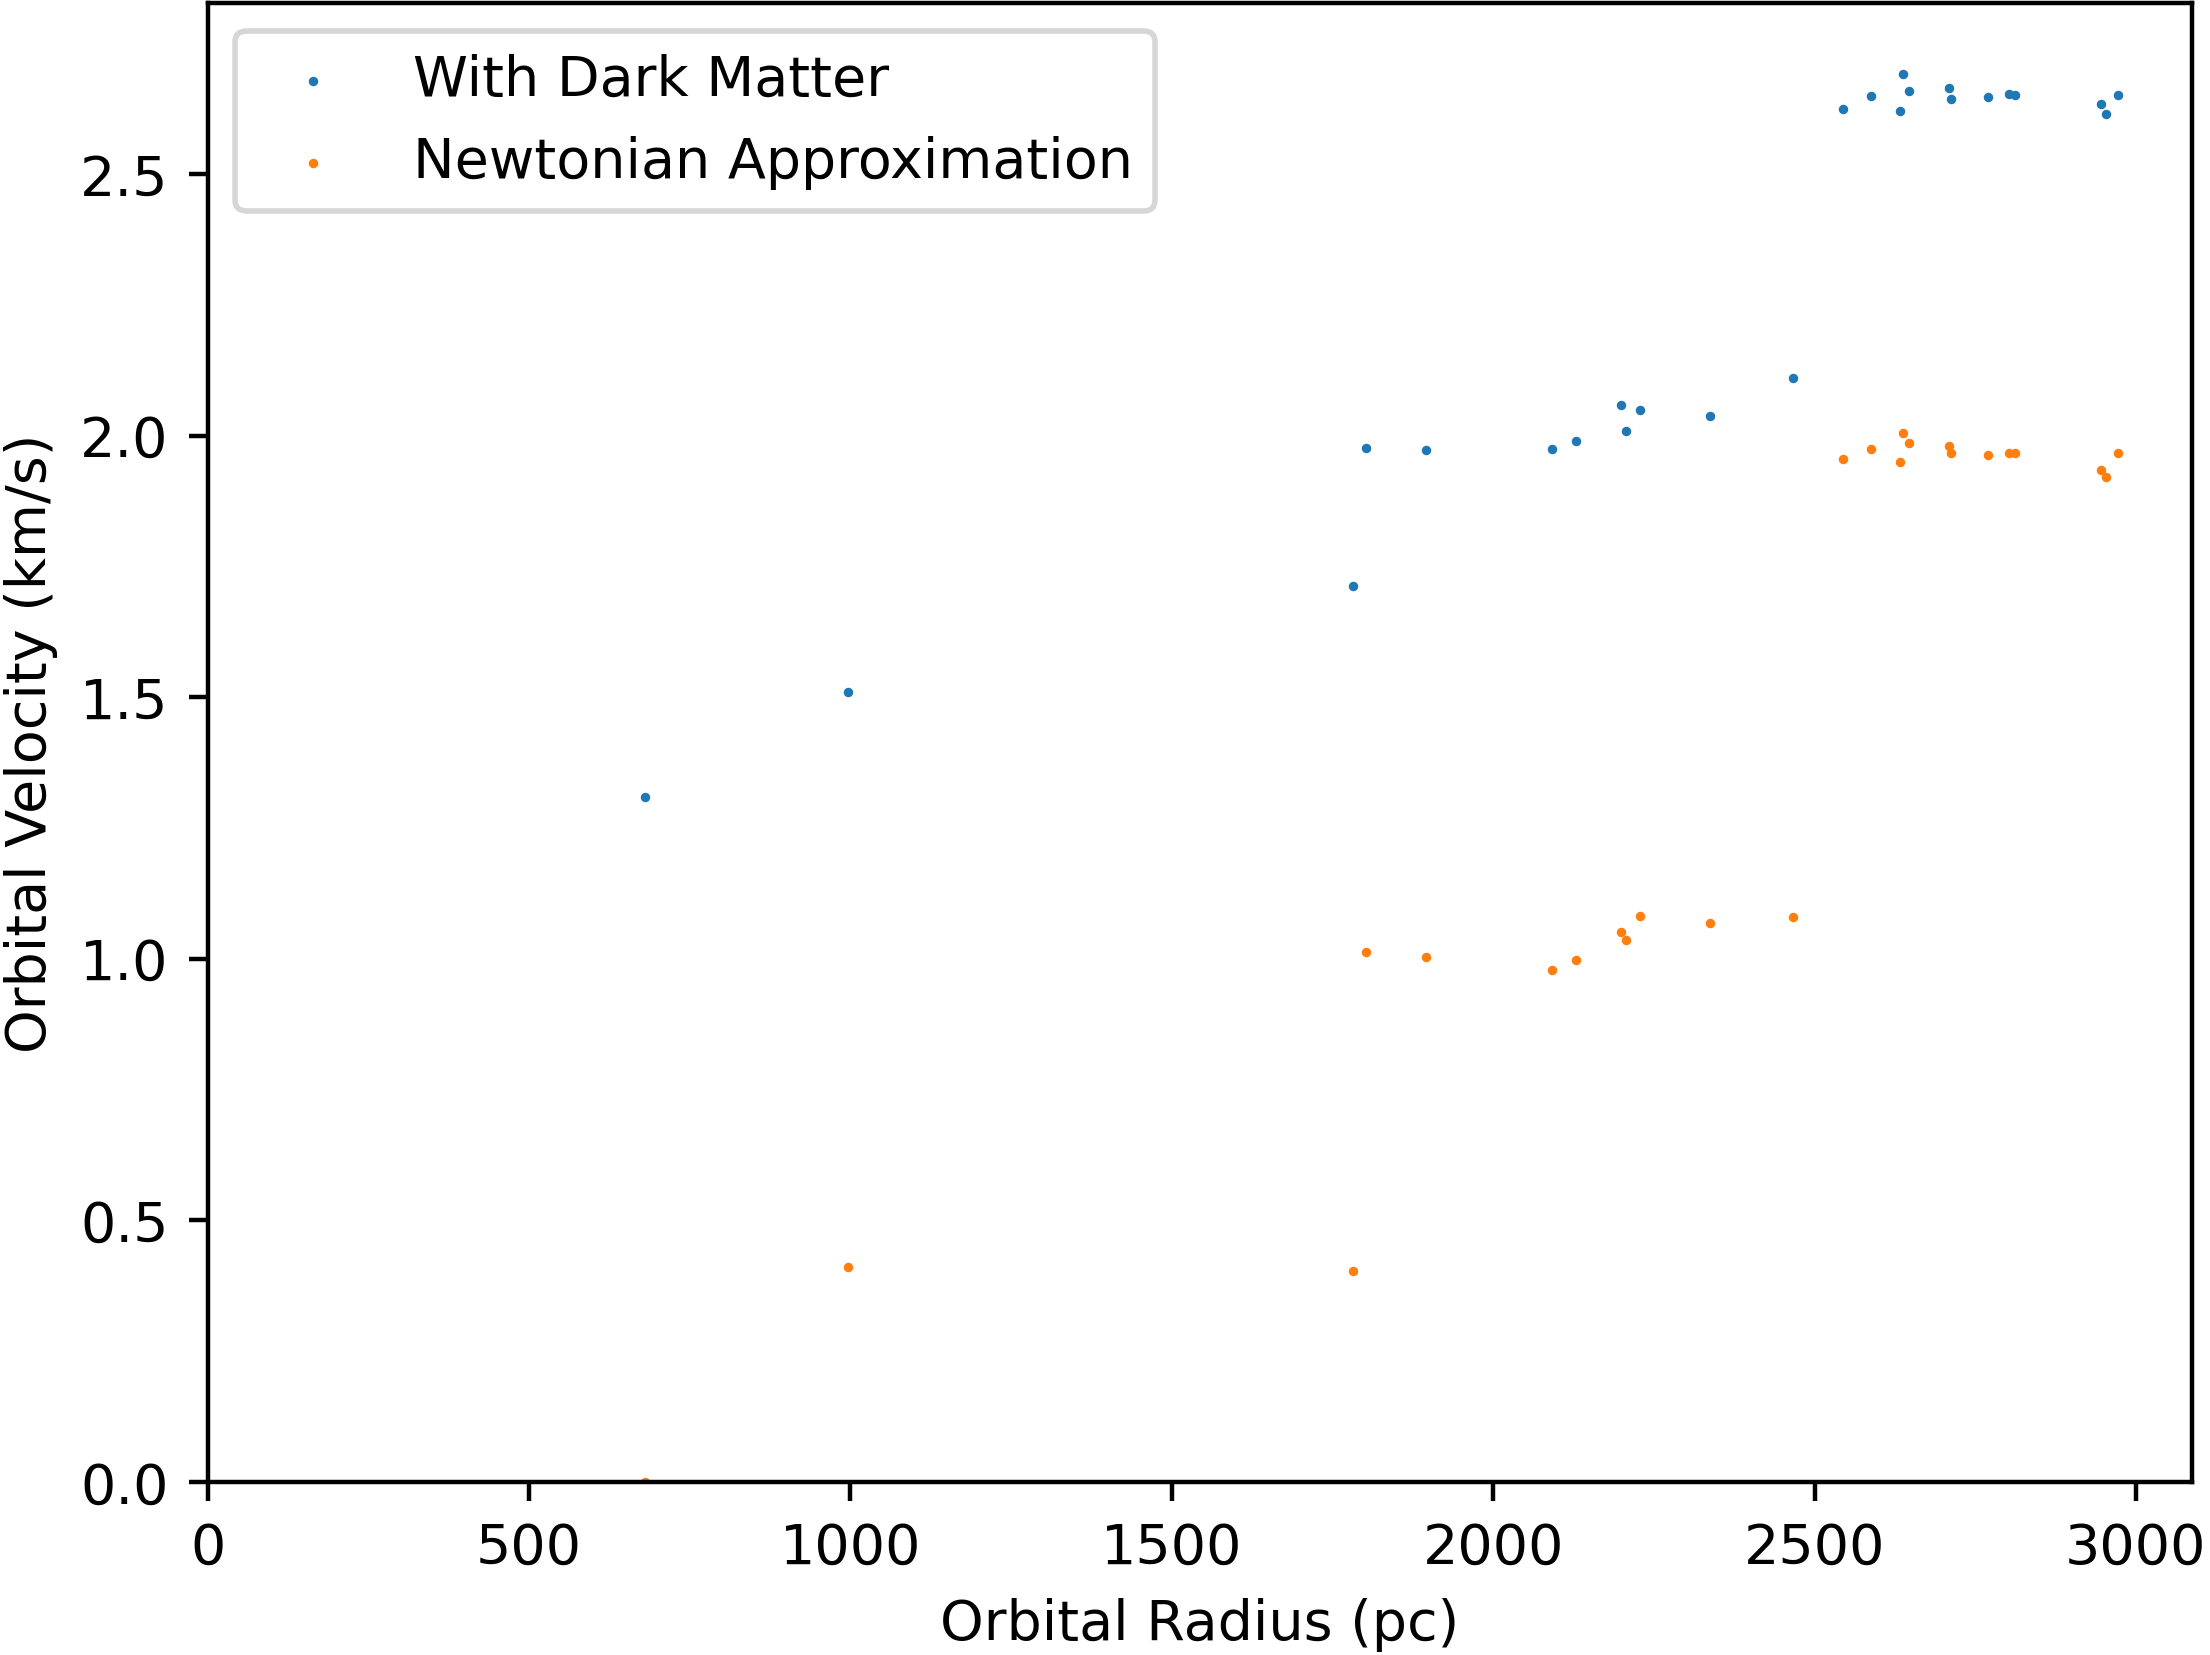 With Dark Matter
Newtonian Approximation
Orbital Velocity (km/s)
2.5
2.0
1.5
1.0
0.5
0.0
0 500 1000 1500 2000 2500 3000
Orbital Radius (pc)